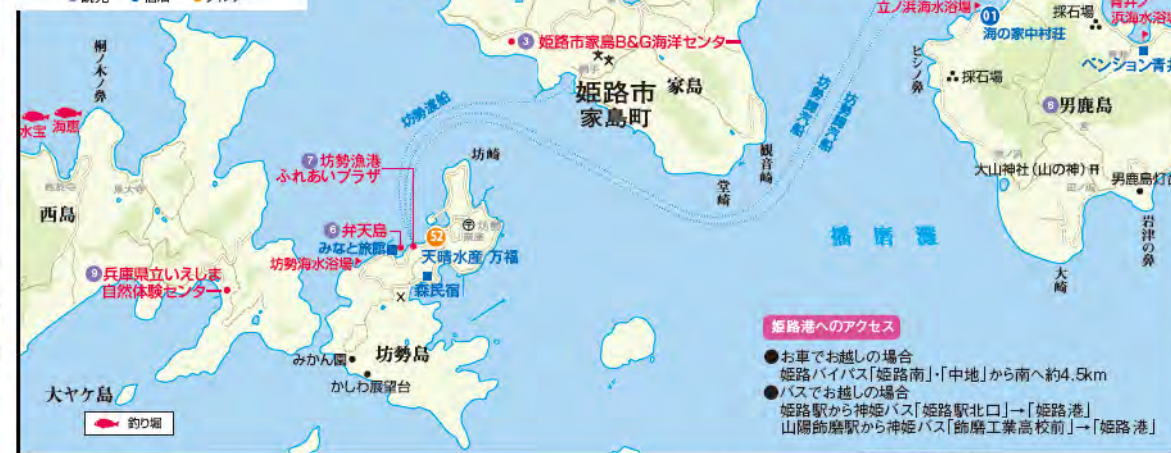 立ノ浜海水浴場
01
海の家中村荘
採石場
浜海水浴場
ペンション青井
桐ノ木ノ鼻
3 姫路市家島B&G海洋センター
ヒシノ鼻
採石場
水宝
海恵
姫路市
家島町
家島
坊勢渡船
坊勢輝汽船
坊勢輝汽船
6 男鹿島
7 坊勢漁港
ふれあいプラザ
坊崎
観音崎
堂崎
大山神社(山の神)
男鹿島灯台
西島
6 弁天島
みなと旅館
坊勢海水浴場
52
天晴水産 万福
播磨灘
岩津の鼻
9 兵庫県立いえしま
自然体験センター
森民宿
大崎
みかん園
坊勢島
かしわ展望台
大ヤケ島
釣り堀
姫路港へのアクセス
●お車でお越しの場合
姫路バイパス「姫路南」・「中地」から南へ約4.5km
●バスでお越しの場合
姫路駅から神姫バス「姫路駅北口」→「姫路港」
山陽飾磨駅から神姫バス「飾磨工業高校前」→「姫路港」